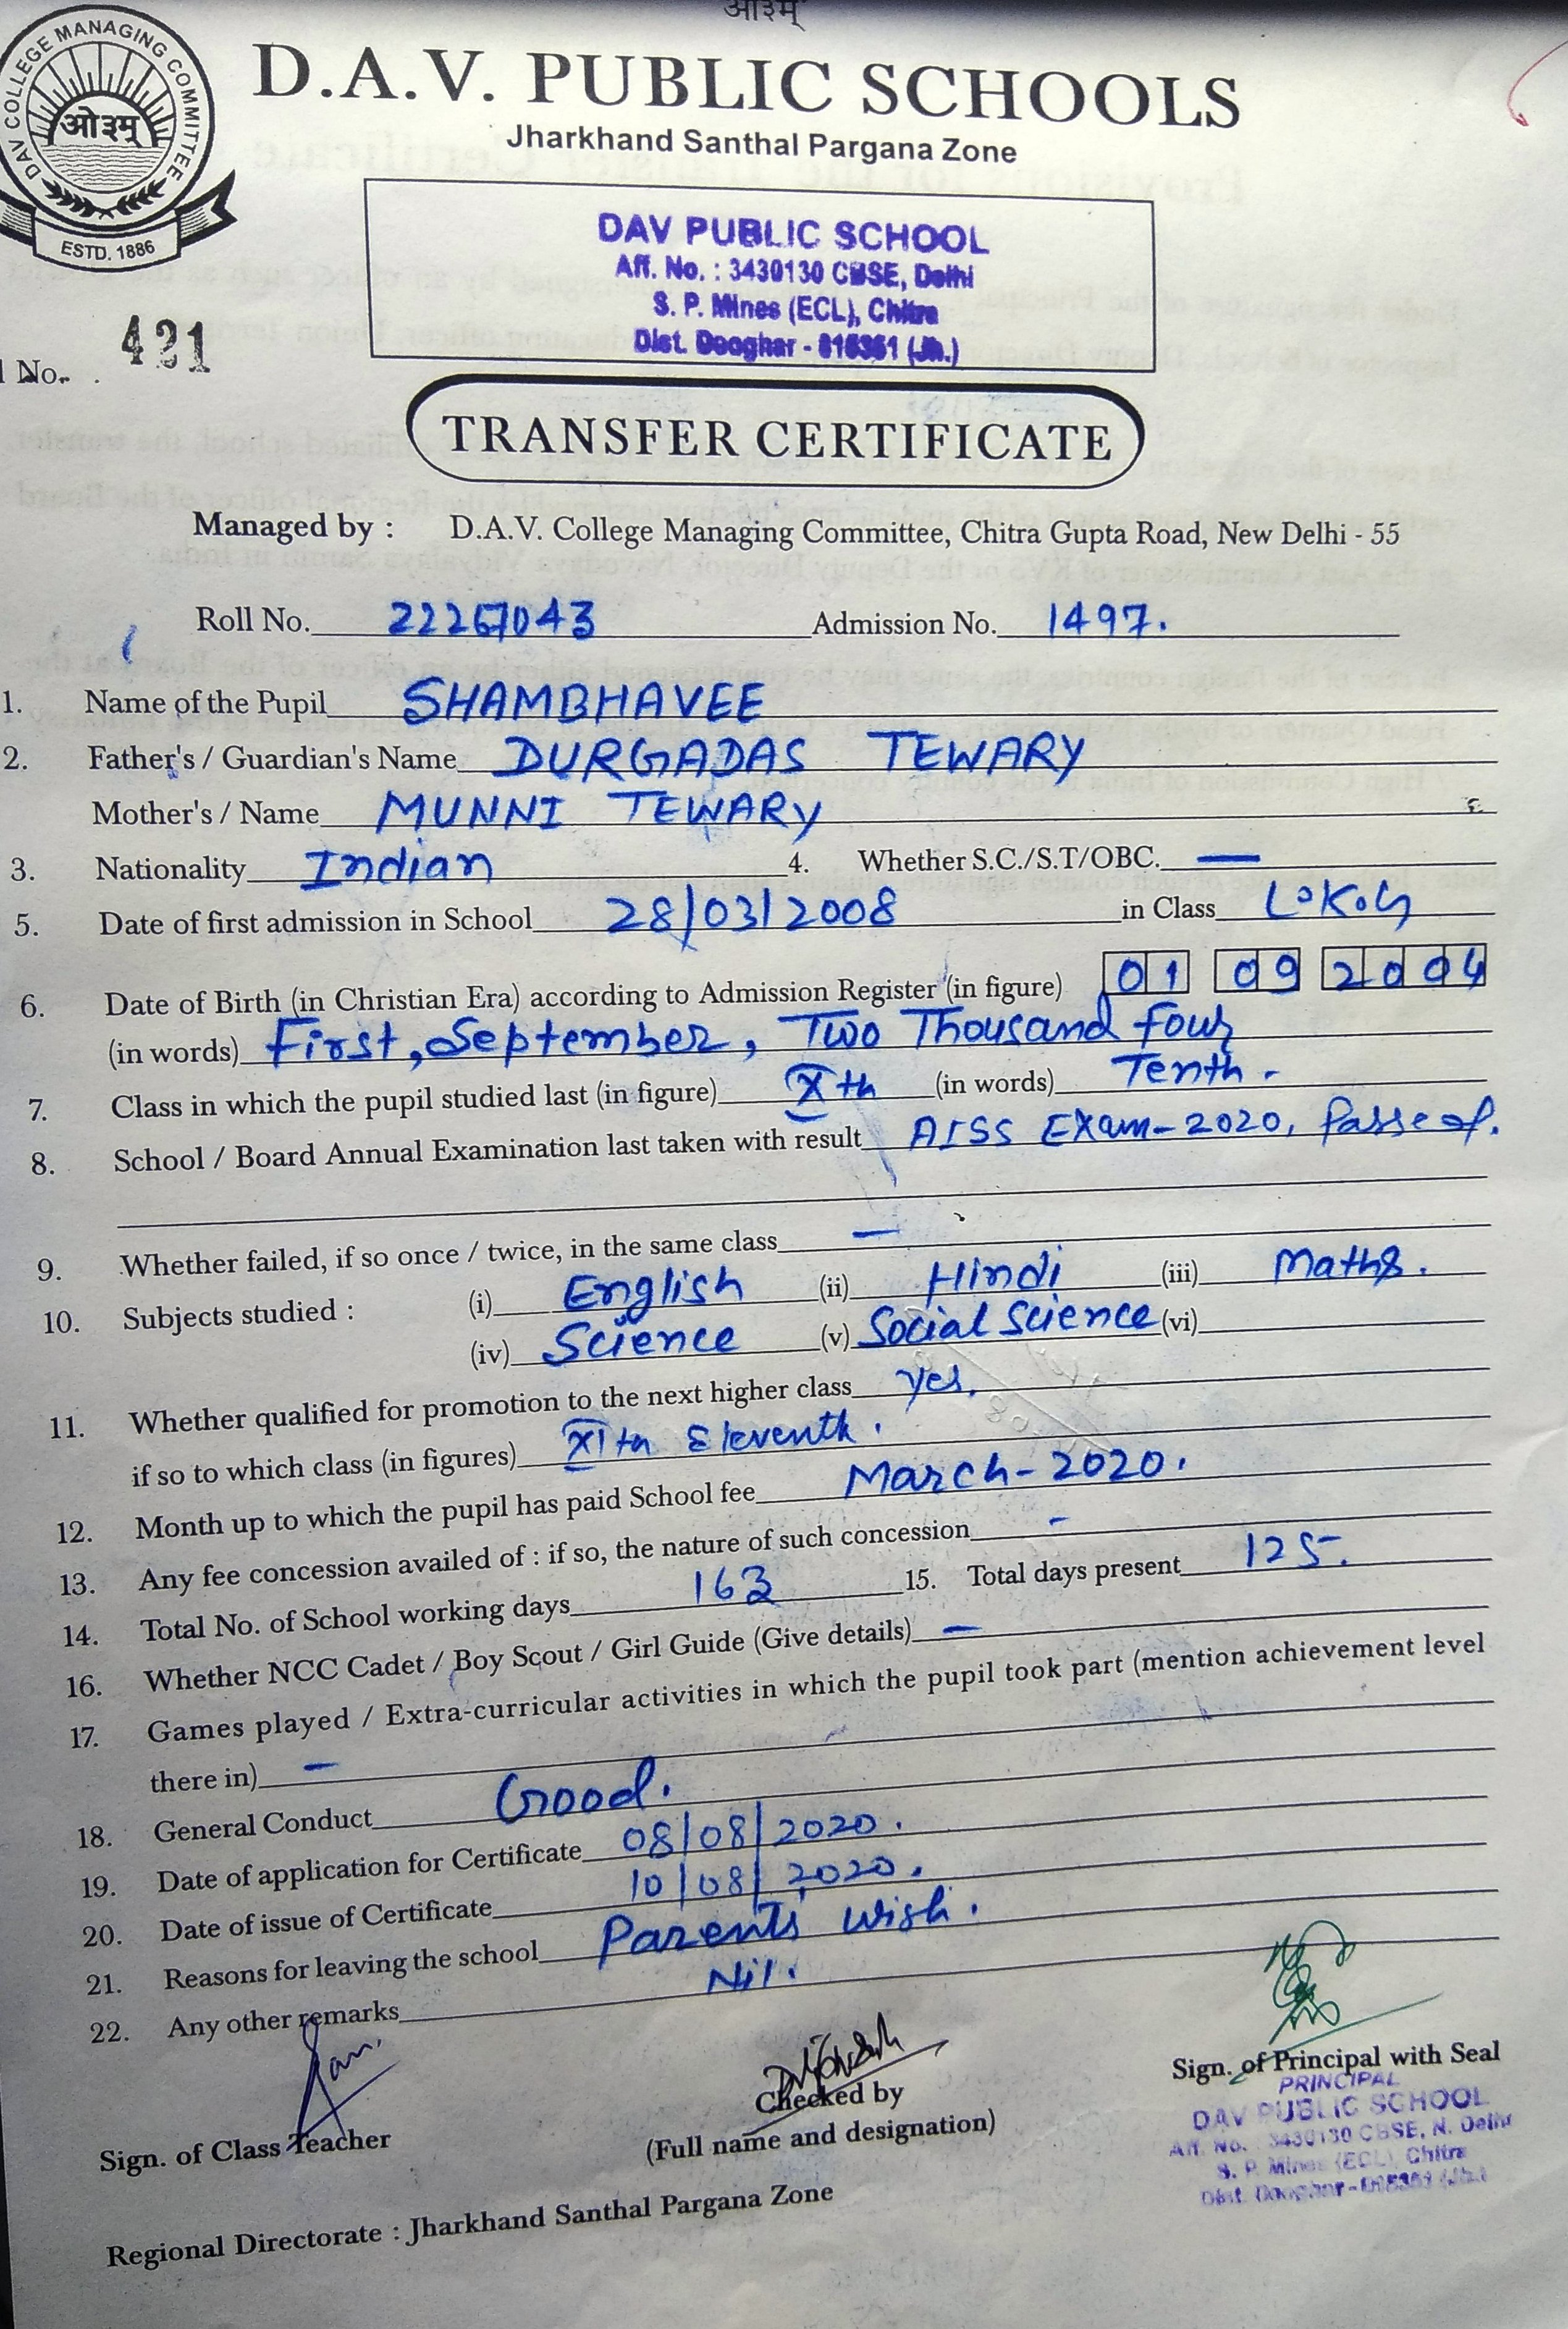 ओ३म्
DAV COLLEGE MANAGING COMMITTEE
ओ३म्
ESTD. 1886
D.A.V. PUBLIC SCHOOLS
Jharkhand Santhal Pargana Zone
DAV PUBLIC SCHOOL
Aff. No. : 3430130 CBSE, Delhi
S. P. Mines (ECL), Chitra
Dist. Deoghar - 815351 (Jh.)
l No. . 421
TRANSFER CERTIFICATE
Managed by : D.A.V. College Managing Committee, Chitra Gupta Road, New Delhi - 55
Roll No. 22267043 Admission No. 1497.
1. Name of the Pupil SHAMBHAVEE
2. Father's / Guardian's Name DURGADAS TEWARY
Mother's / Name MUNNI TEWARY
3. Nationality Indian 4. Whether S.C./S.T/OBC. —
5. Date of first admission in School 28/03/2008 in Class L.K.G
6. Date of Birth (in Christian Era) according to Admission Register (in figure) 01 09 2004
(in words) First, September, Two Thousand Four
7. Class in which the pupil studied last (in figure) Xth (in words) Tenth.
8. School / Board Annual Examination last taken with result AISS Exam-2020, Passed.
9. Whether failed, if so once / twice, in the same class —
10. Subjects studied : (i) English (ii) Hindi (iii) Maths.
(iv) Science (v) Social Science (vi)
11. Whether qualified for promotion to the next higher class yes.
if so to which class (in figures) XIth Eleventh.
12. Month up to which the pupil has paid School fee March-2020.
13. Any fee concession availed of : if so, the nature of such concession -
14. Total No. of School working days 163 15. Total days present 125.
16. Whether NCC Cadet / Boy Scout / Girl Guide (Give details) —
17. Games played / Extra-curricular activities in which the pupil took part (mention achievement level
there in) —
18. General Conduct Good.
19. Date of application for Certificate 08/08/2020.
20. Date of issue of Certificate 10/08/2020.
21. Reasons for leaving the school Parents' wish.
22. Any other remarks Nil.
Sign. of Class Teacher
Checked by
(Full name and designation)
Sign. of Principal with Seal
PRINCIPAL
DAV PUBLIC SCHOOL
Aff. No. 3430130 CBSE, N. Delhi
S. P. Mines (ECL), Chitra
Dist. Deoghar - 815351 (Jh.)
Regional Directorate : Jharkhand Santhal Pargana Zone